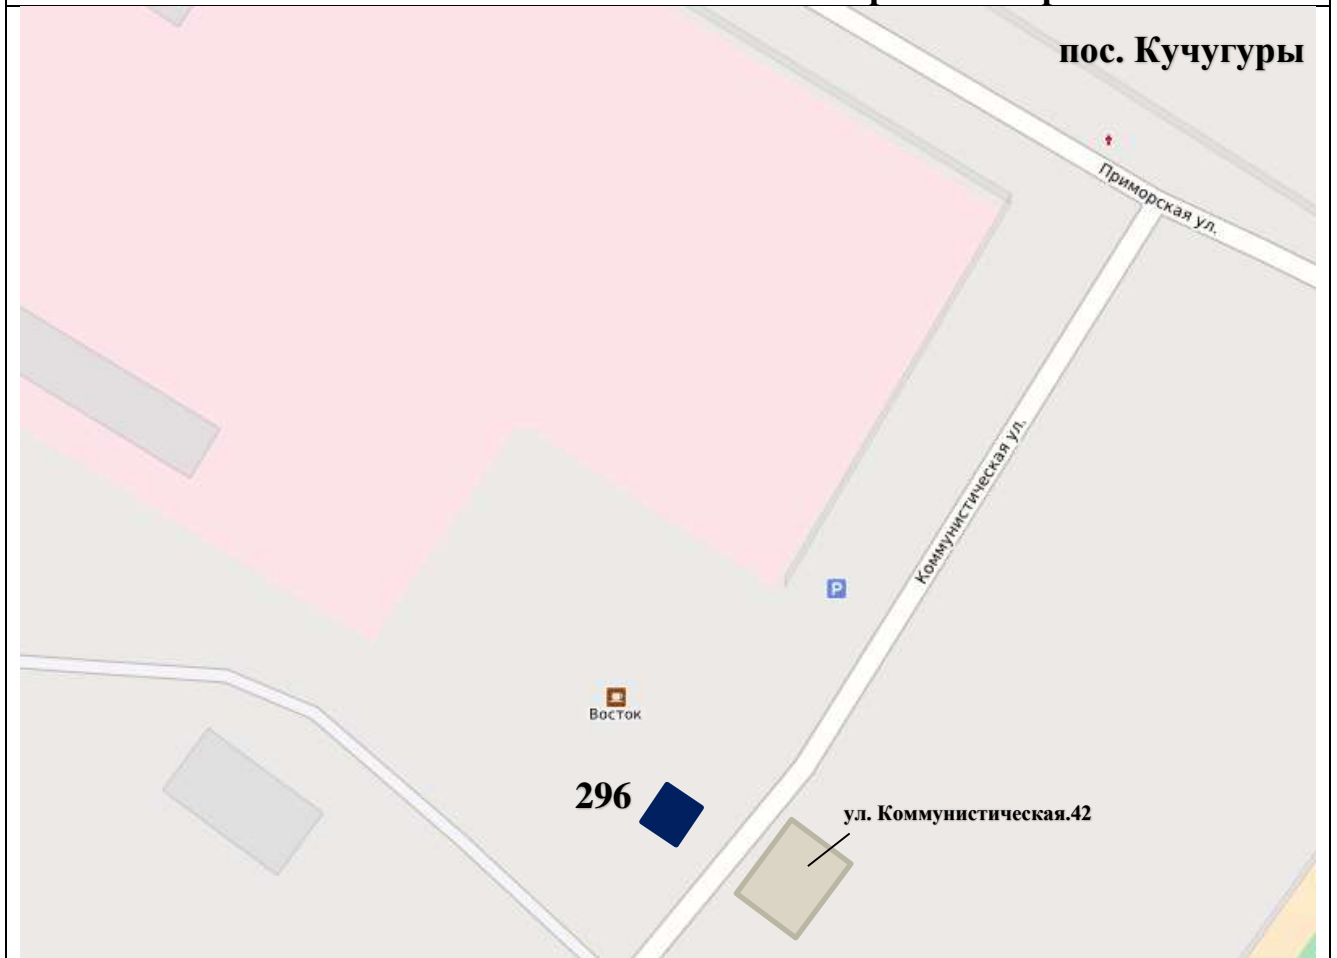 пос. Кучугуры
Приморская ул.
Коммунистическая ул.
P
Восток
296
ул. Коммунистическая.42